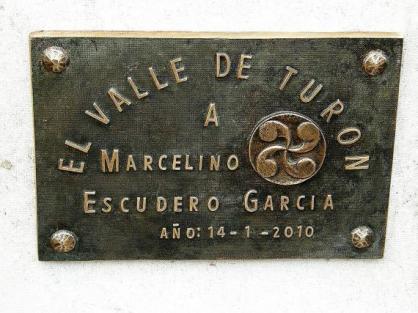 EL VALLE DE TURON
A
MARCELINO
ESCUDERO GARCIA
AÑO: 14-1-2010